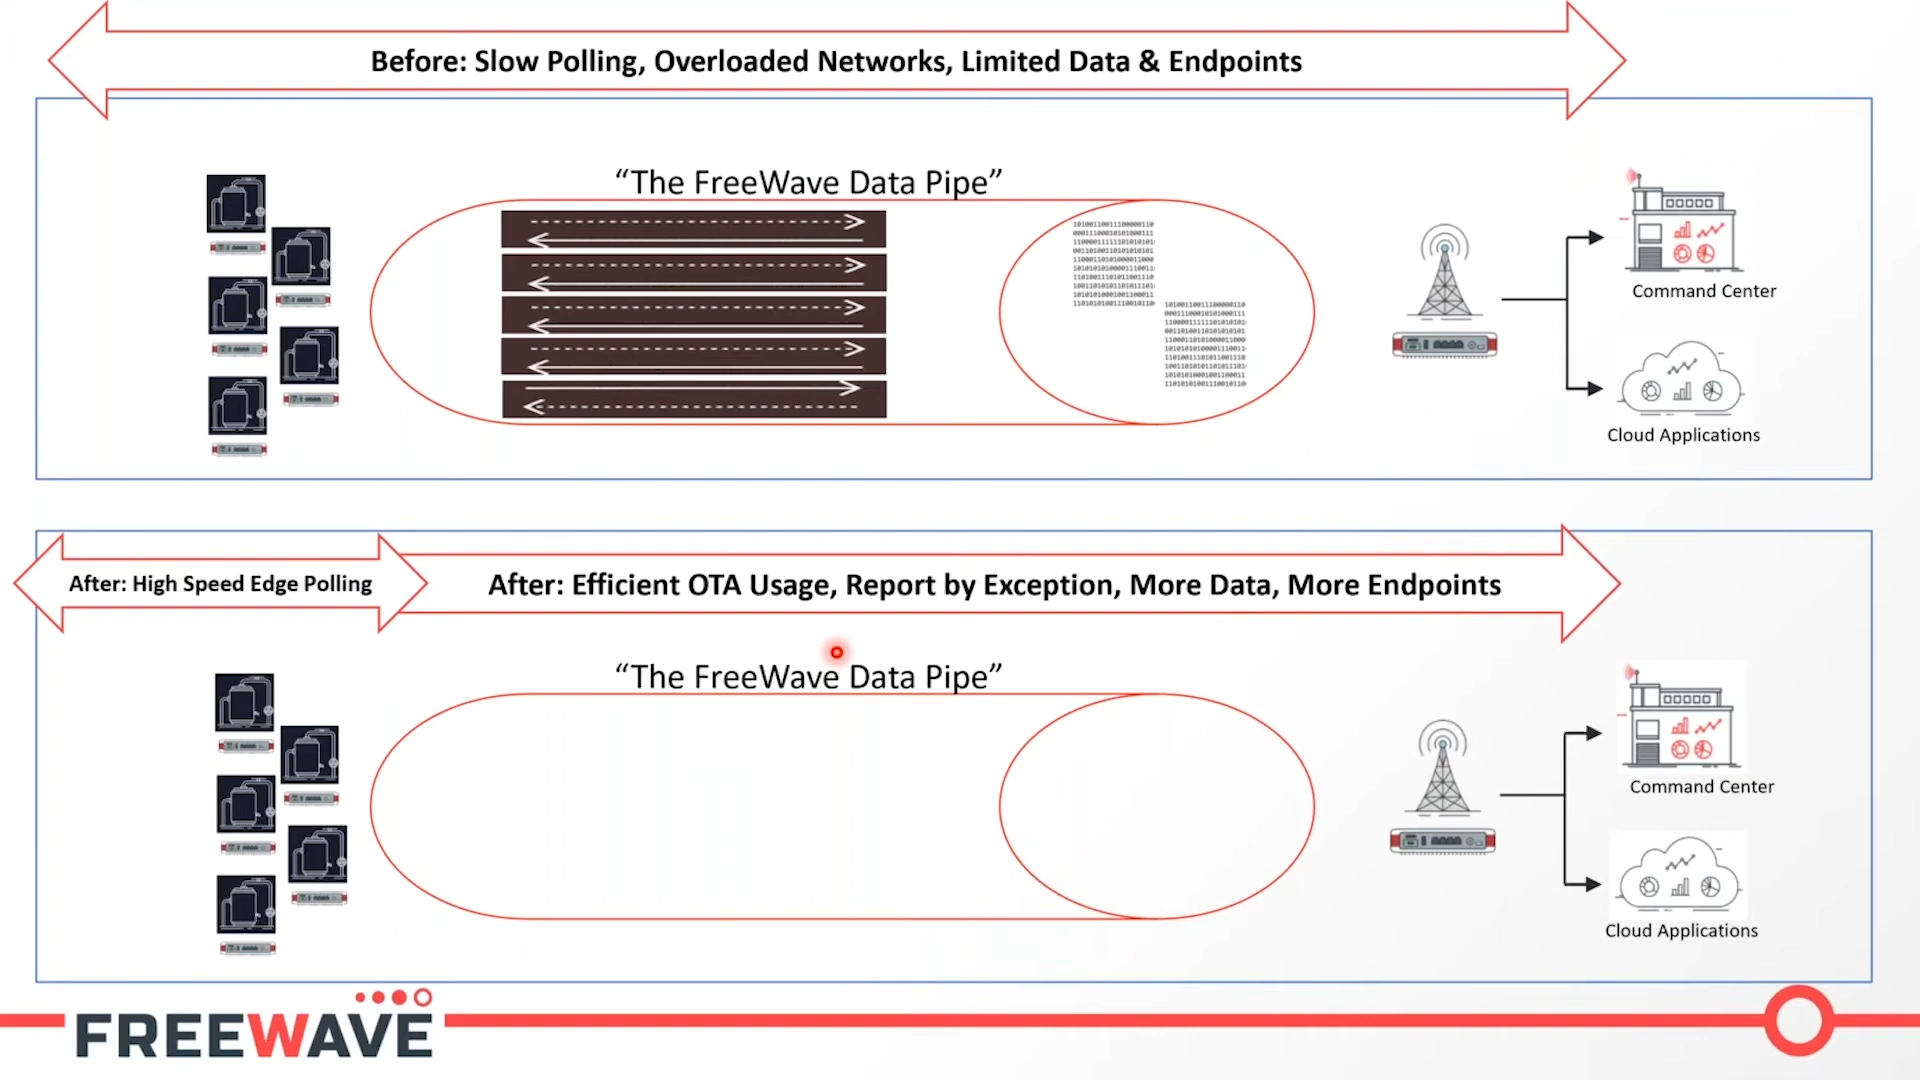 Before: Slow Polling, Overloaded Networks, Limited Data & Endpoints
“The FreeWave Data Pipe”
Command Center
Cloud Applications
After: High Speed Edge Polling
After: Efficient OTA Usage, Report by Exception, More Data, More Endpoints
“The FreeWave Data Pipe”
Command Center
Cloud Applications
FREEWAVE